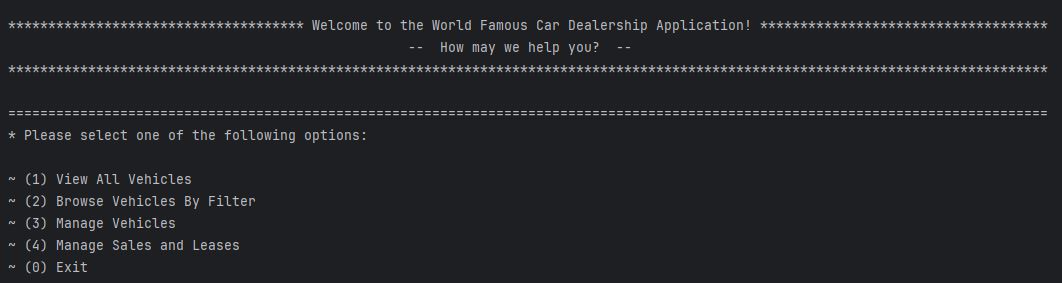 ************************************* Welcome to the World Famous Car Dealership Application! ************************************
--  How may we help you?  --
**********************************************************************************************************************************
==================================================================================================================================
* Please select one of the following options:
~ (1) View All Vehicles
~ (2) Browse Vehicles By Filter
~ (3) Manage Vehicles
~ (4) Manage Sales and Leases
~ (0) Exit